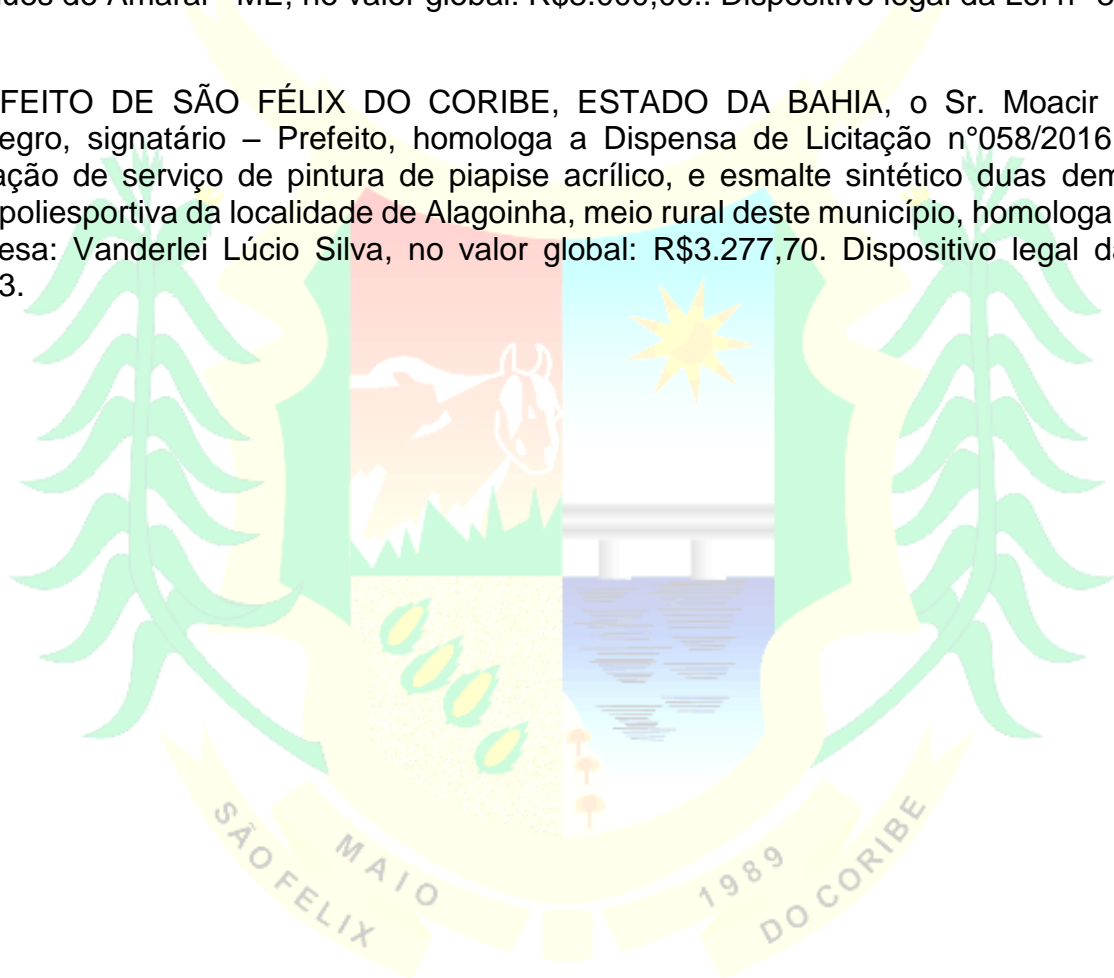 FEITO DE SÃO FÉLIX DO CORIBE, ESTADO DA BAHIA, o Sr. Moacir
egro, signatário – Prefeito, homologa a Dispensa de Licitação n°058/2016
ação de serviço de pintura de piapise acrílico, e esmalte sintético duas dem
poliesportiva da localidade de Alagoinha, meio rural deste município, homologa
esa: Vanderlei Lúcio Silva, no valor global: R$3.277,70. Dispositivo legal da
3.
SÃO FELIX
MAIO
1989
DO CORIBE